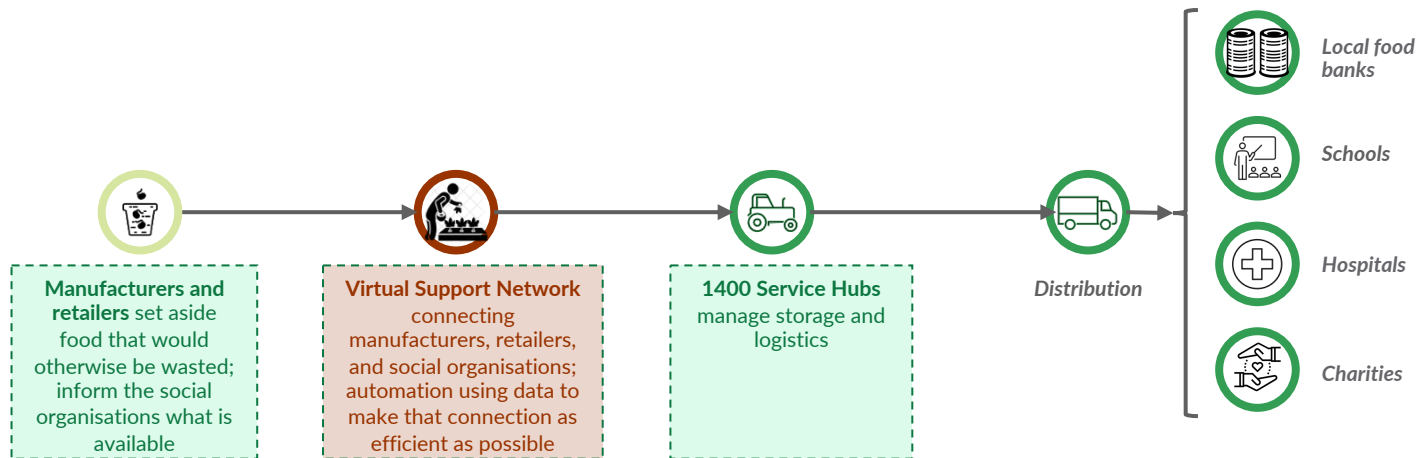 Local food
banks
Schools
Hospitals
Charities
Manufacturers and
retailers set aside
food that would
otherwise be wasted;
inform the social
organisations what is
available
Virtual Support Network
connecting
manufacturers, retailers,
and social organisations;
automation using data to
make that connection as
efficient as possible
1400 Service Hubs
manage storage and
logistics
Distribution